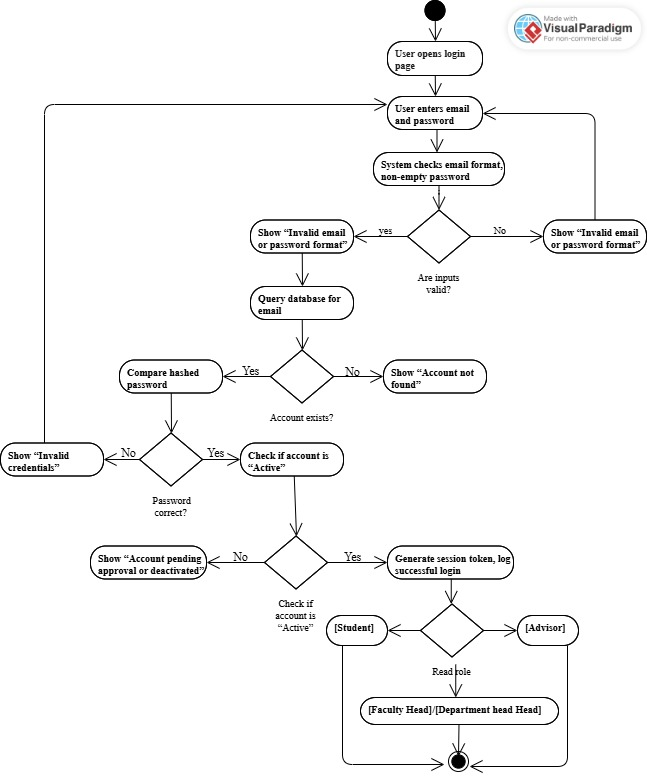 Made with
VisualParadigm
For non-commercial use
User opens login
page
User enters email
and password
System checks email format,
non-empty password
Show “Invalid email
or password format”
yes
No
Show “Invalid email
or password format”
Are inputs
valid?
Query database for
email
Compare hashed
password
Yes
No
Show “Account not
found”
Account exists?
Show “Invalid
credentials”
No
Yes
Check if account is
“Active”
Password
correct?
Show “Account pending
approval or deactivated”
No
Yes
Generate session token, log
successful login
Check if
account is
“Active”
[Student]
[Advisor]
Read role
[Faculty Head]/[Department head Head]